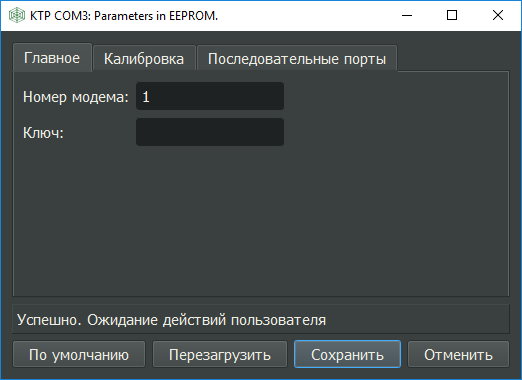 KTP COM3: Parameters in EEPROM.
Главное Калибровка Последовательные порты
Номер модема: 1
Ключ:
Успешно. Ожидание действий пользователя
По умолчанию Перезагрузить Сохранить Отменить